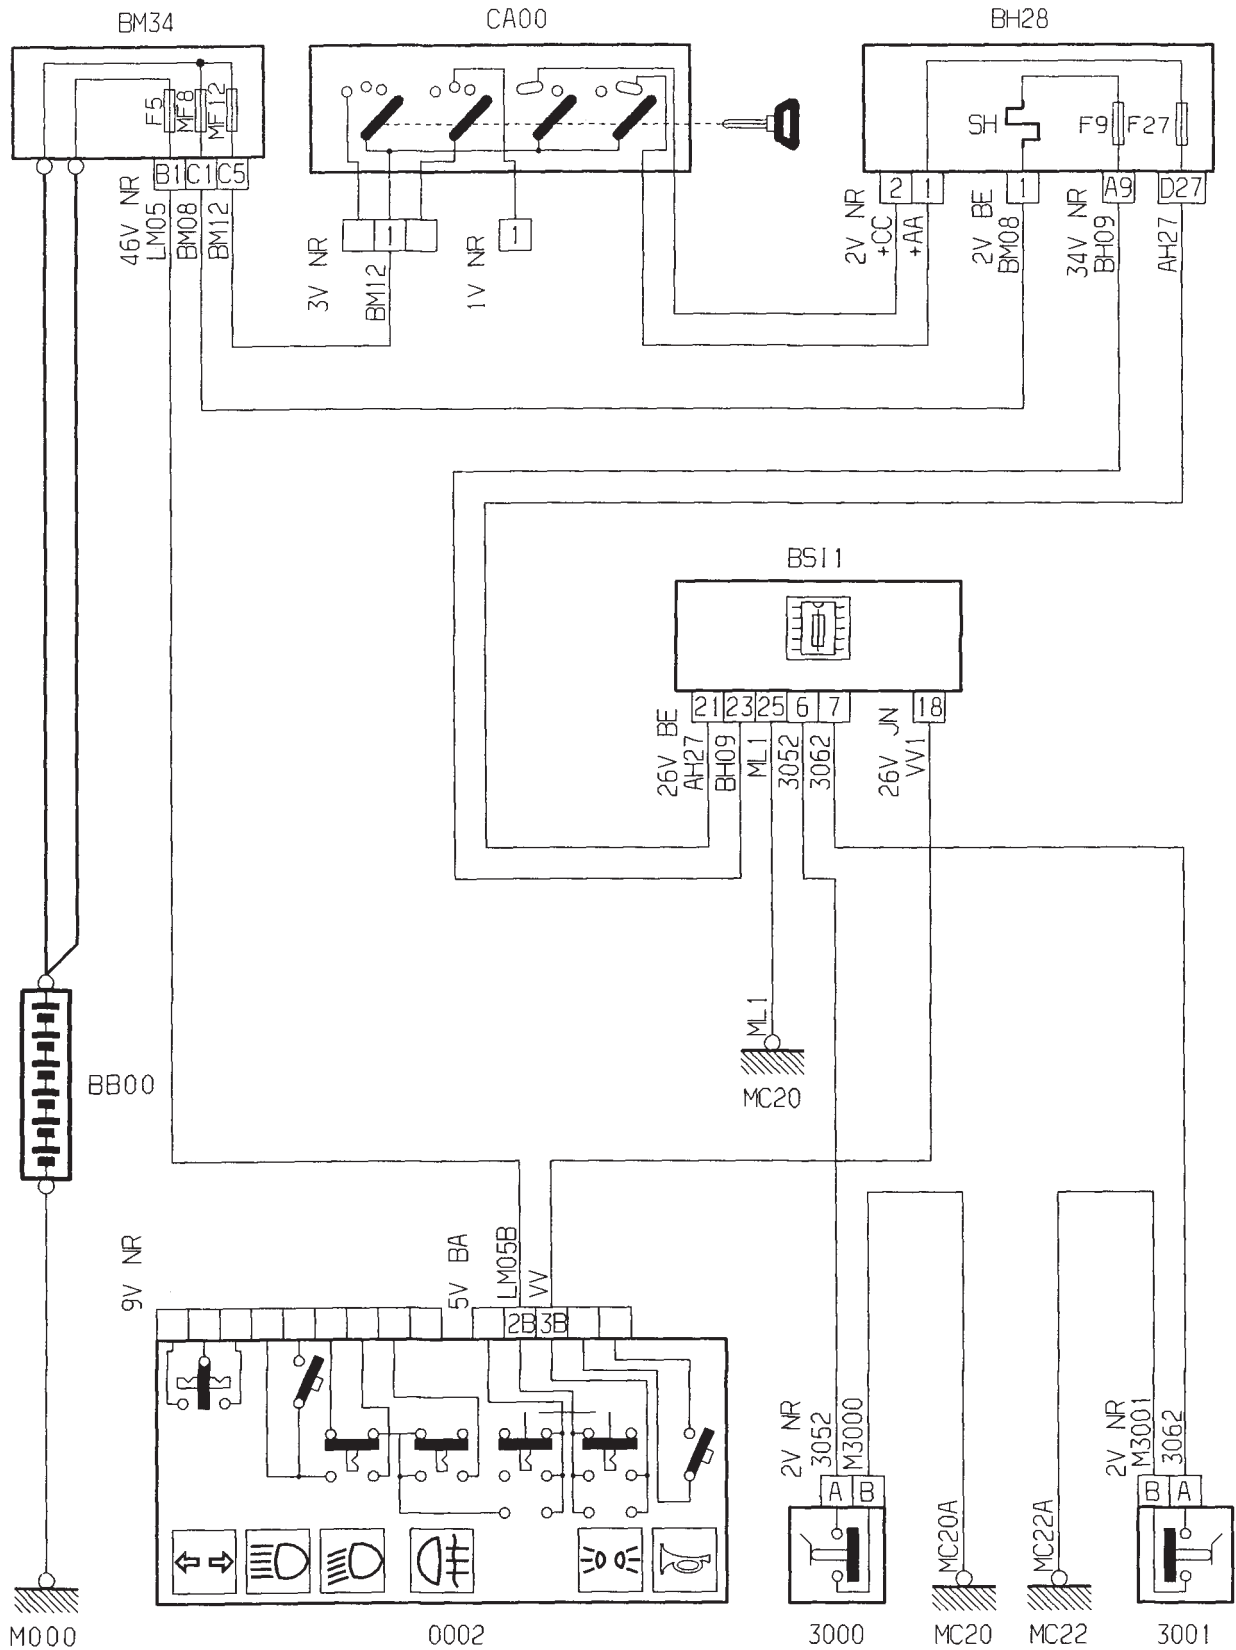 BM34
CA00
BH28
F5
MF8
MF12
SH
F9
F27
B1
C1
C5
2
1
1
A9
D27
46V NR
LM05
BM08
BM12
1
1
3V NR
BM12
1V NR
2V NR
+CC
+AA
2V BE
BM08
34V NR
BH09
AH27
BSI1
21
23
25
6
7
18
26V BE
AH27
BH09
ML1
3052
3062
26V JN
VV1
ML1
MC20
BB00
9V NR
5V BA
LM05B
VV
2B
3B
2V NR
3052
M3000
2V NR
M3001
3062
A
B
B
A
MC20A
MC22A
M000
0002
3000
MC20
MC22
3001